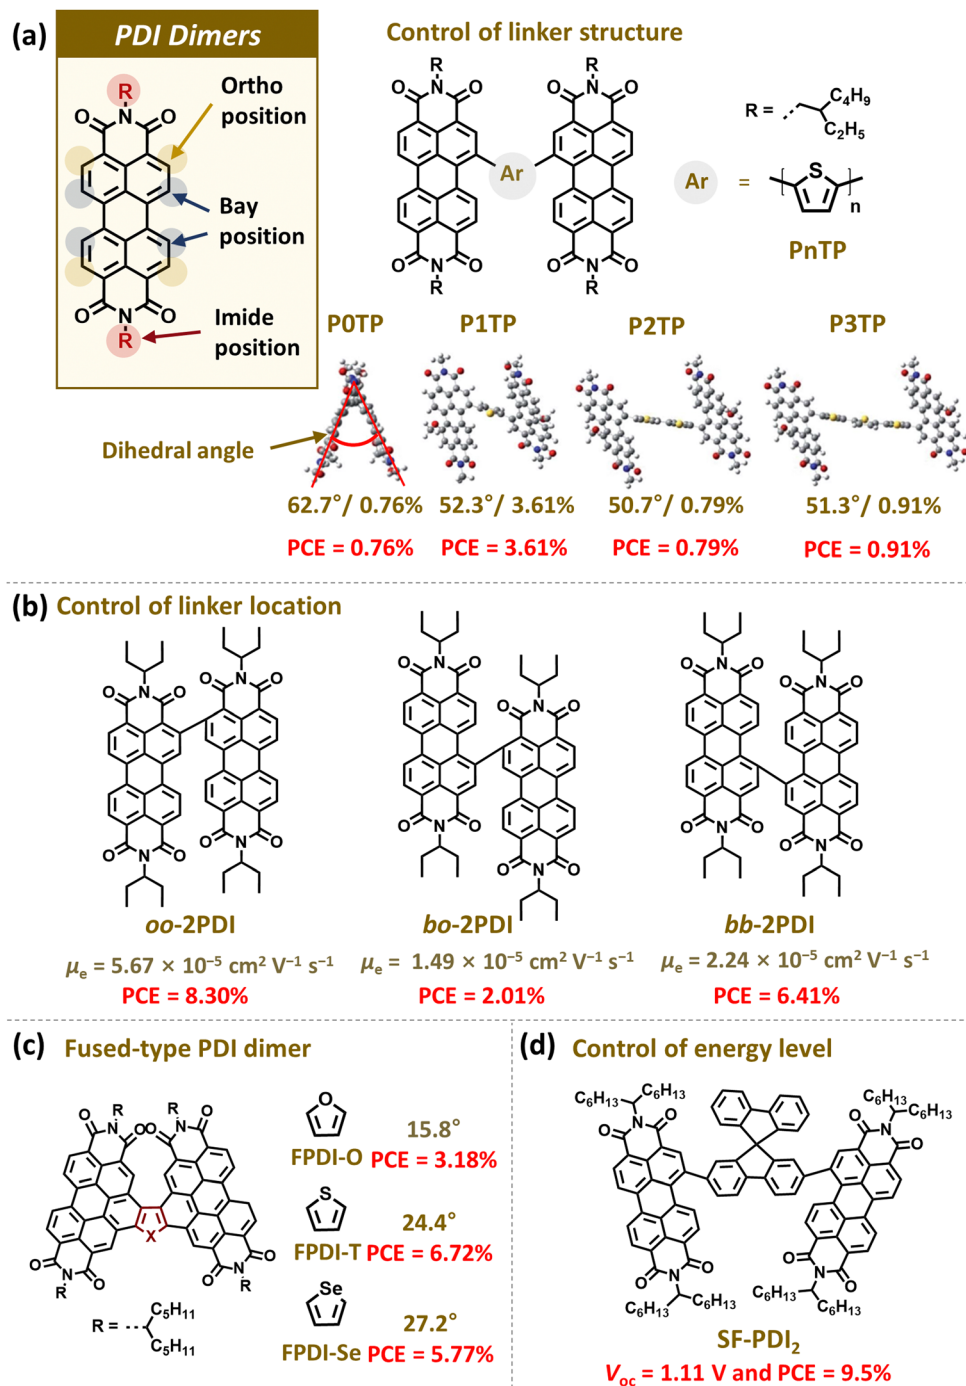 (a)
PDI Dimers
R
O N O
Ortho
position
Bay
position
O N O
R
Imide
position
Control of linker structure
R R
O N O O N O
Ar
O N O O N O
R R
R = C4H9
C2H5
Ar = S n
PnTP
P0TP P1TP P2TP P3TP
Dihedral angle
62.7°/ 0.76% 52.3°/ 3.61% 50.7°/ 0.79% 51.3°/ 0.91%
PCE = 0.76% PCE = 3.61% PCE = 0.79% PCE = 0.91%
(b) Control of linker location
O N O O N O
O N O O N O
oo-2PDI
μe = 5.67 × 10−5 cm2 V−1 s−1
PCE = 8.30%
O N O O N O
O N O O N O
bo-2PDI
μe = 1.49 × 10−5 cm2 V−1 s−1
PCE = 2.01%
O N O O N O
O N O O N O
bb-2PDI
μe = 2.24 × 10−5 cm2 V−1 s−1
PCE = 6.41%
(c) Fused-type PDI dimer
R R
O N O O N O
X
O N O O N O
R R
R = C5H11
C5H11
O
15.8°
FPDI-O PCE = 3.18%
S
24.4°
FPDI-T PCE = 6.72%
Se
27.2°
FPDI-Se PCE = 5.77%
(d) Control of energy level
C6H13 C6H13 C6H13 C6H13
O N O O N O
O N O O N O
C6H13 C6H13 C6H13 C6H13
SF-PDI2
Voc = 1.11 V and PCE = 9.5%